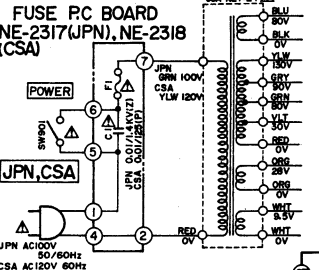 FUSE P.C BOARD
NE-2317(JPN), NE-2318
(CSA)
POWER
SW901
JPN, CSA
F1
C1
JPN 0.01/1.4KV(Z)
CSA 0.01/125(P)
7
6
5
1
4
2
JPN
GRN 100V
CSA
YLW 120V
RED
0V
JPN AC100V
50/60Hz
CSA AC120V 60Hz
BLU
80V
BLK
0V
YLW
130V
GRY
90V
GRN
80V
VLT
30V
RED
0V
ORG
28V
ORG
0V
WHT
9.5V
WHT
0V